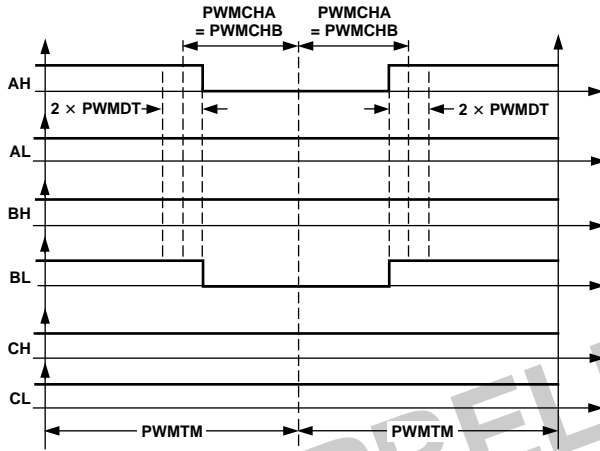 PWMCHA
= PWMCHB
PWMCHA
= PWMCHB
AH
2 × PWMDT
2 × PWMDT
AL
BH
BL
CH
CL
PWMTM
PWMTM